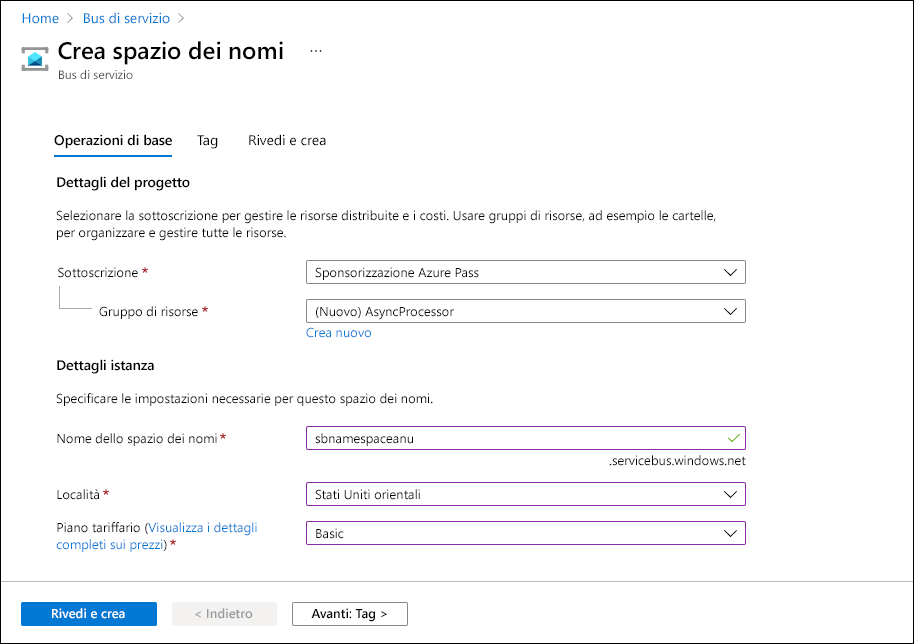 Home > Bus di servizio >
Crea spazio dei nomi ...
Bus di servizio
Operazioni di base Tag Rivedi e crea
Dettagli del progetto
Selezionare la sottoscrizione per gestire le risorse distribuite e i costi. Usare gruppi di risorse, ad esempio le cartelle,
per organizzare e gestire tutte le risorse.
Sottoscrizione * Sponsorizzazione Azure Pass
Gruppo di risorse * (Nuovo) AsyncProcessor
Crea nuovo
Dettagli istanza
Specificare le impostazioni necessarie per questo spazio dei nomi.
Nome dello spazio dei nomi * sbnamespaceanu
.servicebus.windows.net
Località * Stati Uniti orientali
Piano tariffario (Visualizza i dettagli
completi sui prezzi) * Basic
Rivedi e crea < Indietro Avanti: Tag >